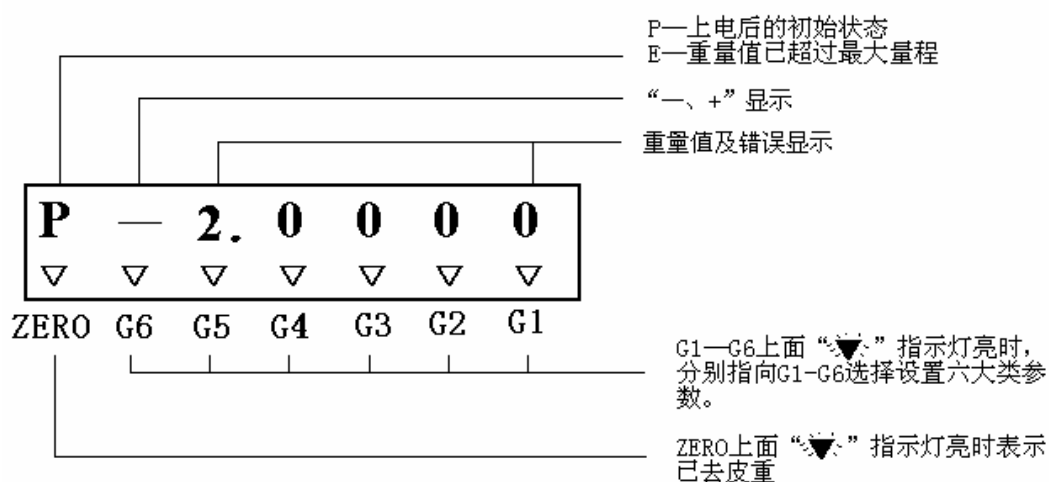 P—上电后的初始状态
E—重量值已超过最大量程
“—、+”显示
重量值及错误显示
P — 2. 0 0 0 0
ZERO G6 G5 G4 G3 G2 G1
G1—G6上面“▼”指示灯亮时，
分别指向G1-G6选择设置六大类参
数。
ZERO上面“▼”指示灯亮时表示
已去皮重